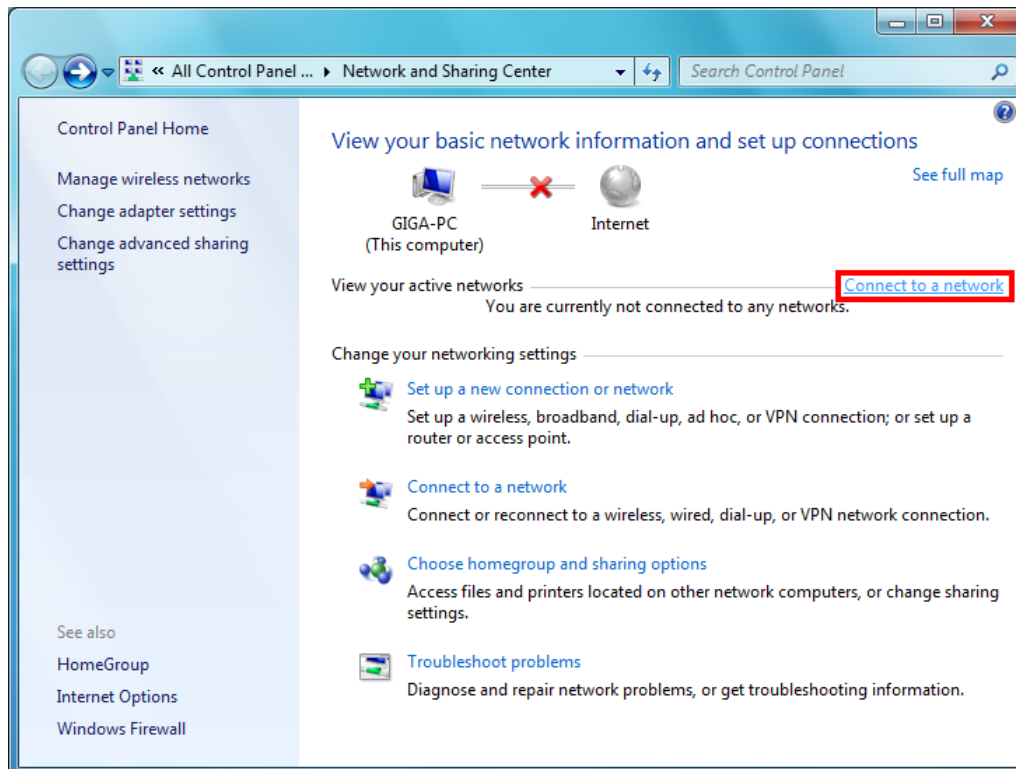 « All Control Panel ... ▸ Network and Sharing Center
Search Control Panel
Control Panel Home
Manage wireless networks
Change adapter settings
Change advanced sharing
settings
See also
HomeGroup
Internet Options
Windows Firewall
View your basic network information and set up connections
See full map
GIGA-PC
(This computer)
Internet
View your active networks
Connect to a network
You are currently not connected to any networks.
Change your networking settings
Set up a new connection or network
Set up a wireless, broadband, dial-up, ad hoc, or VPN connection; or set up a
router or access point.
Connect to a network
Connect or reconnect to a wireless, wired, dial-up, or VPN network connection.
Choose homegroup and sharing options
Access files and printers located on other network computers, or change sharing
settings.
Troubleshoot problems
Diagnose and repair network problems, or get troubleshooting information.